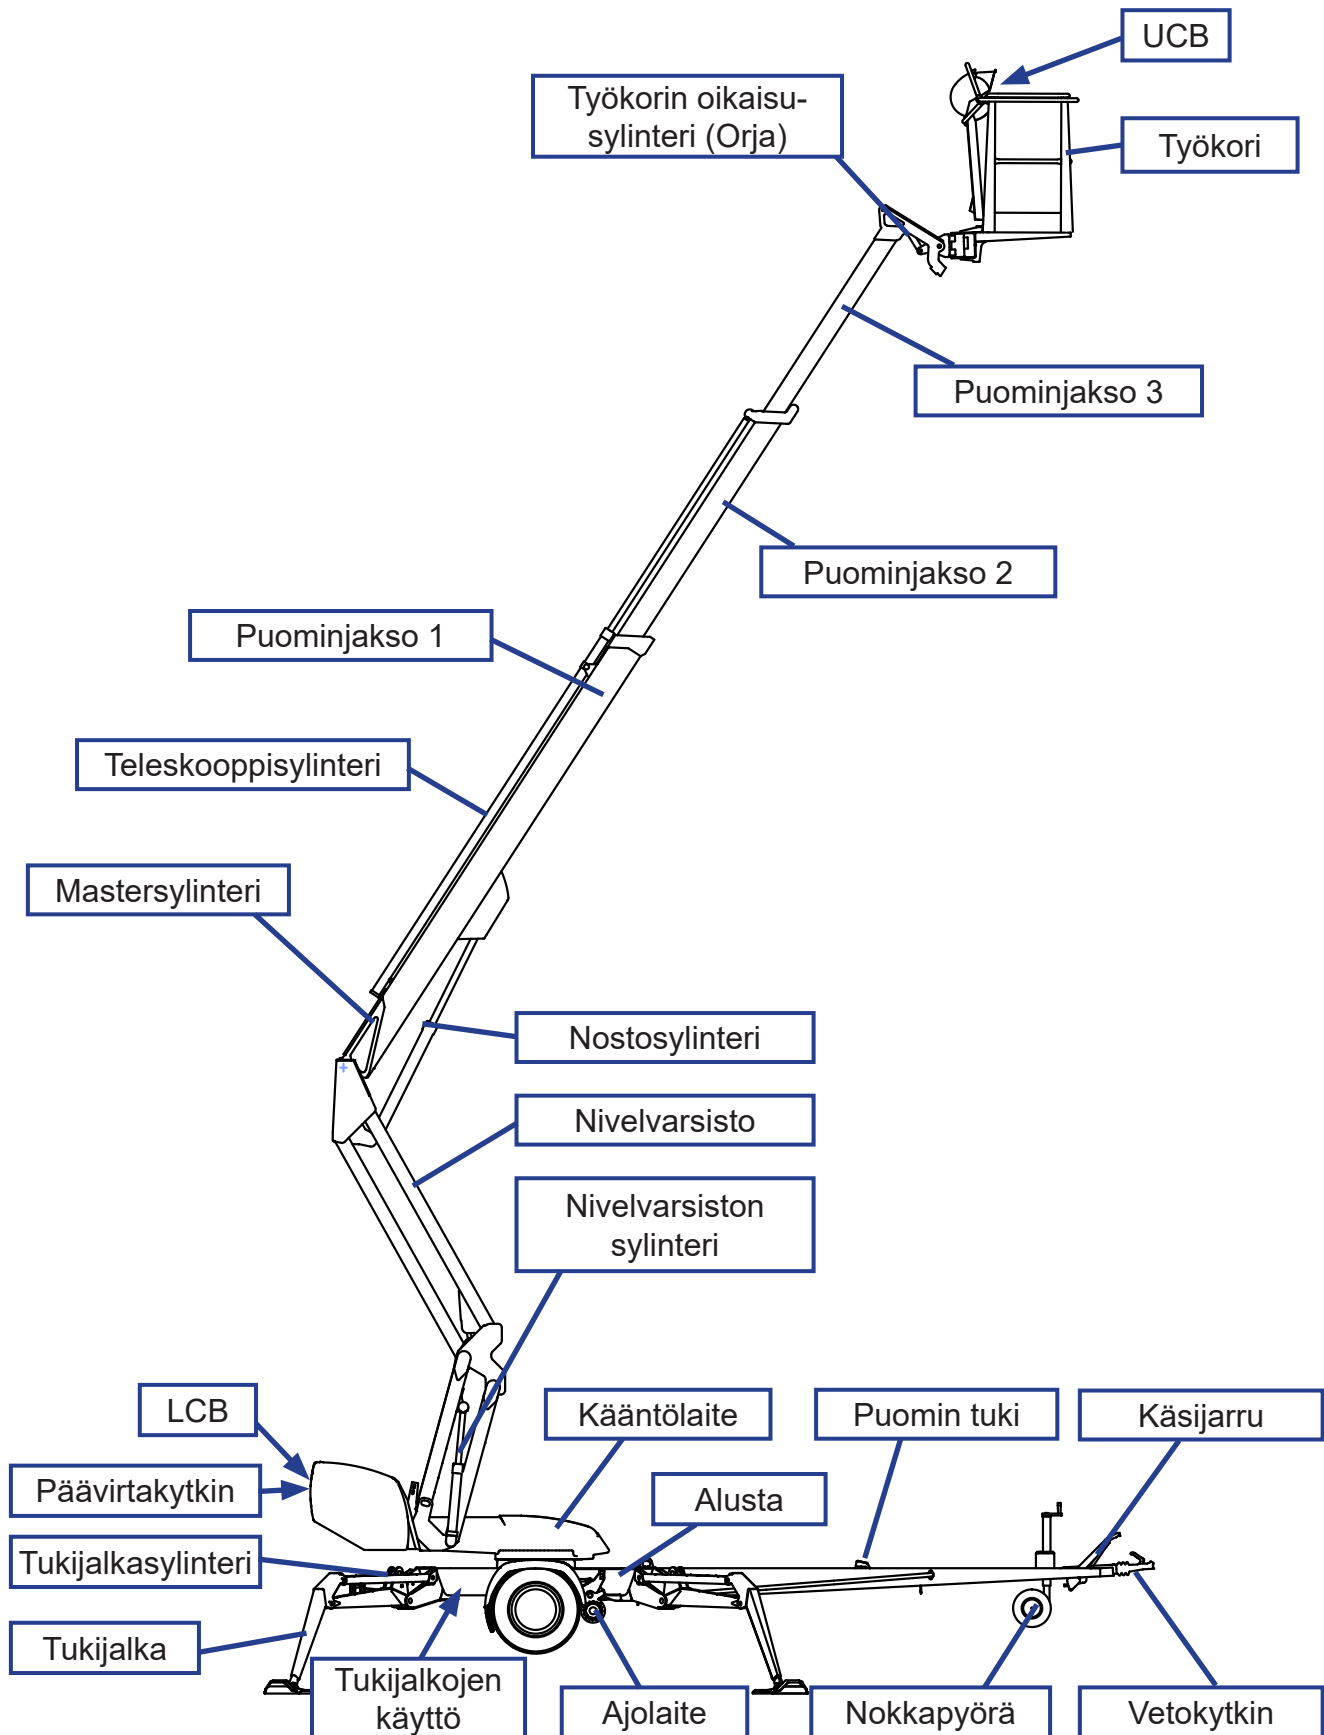 UCB
Työkorin oikaisu-
sylinteri (Orja)
Työkori
Puominjakso 3
Puominjakso 2
Puominjakso 1
Teleskooppisylinteri
Mastersylinteri
Nostosylinteri
Nivelvarsisto
Nivelvarsiston
sylinteri
LCB
Kääntölaite
Puomin tuki
Käsijarru
Päävirtakytkin
Alusta
Tukijalkasylinteri
Tukijalka
Tukijalkojen
käyttö
Ajolaite
Nokkapyörä
Vetokytkin